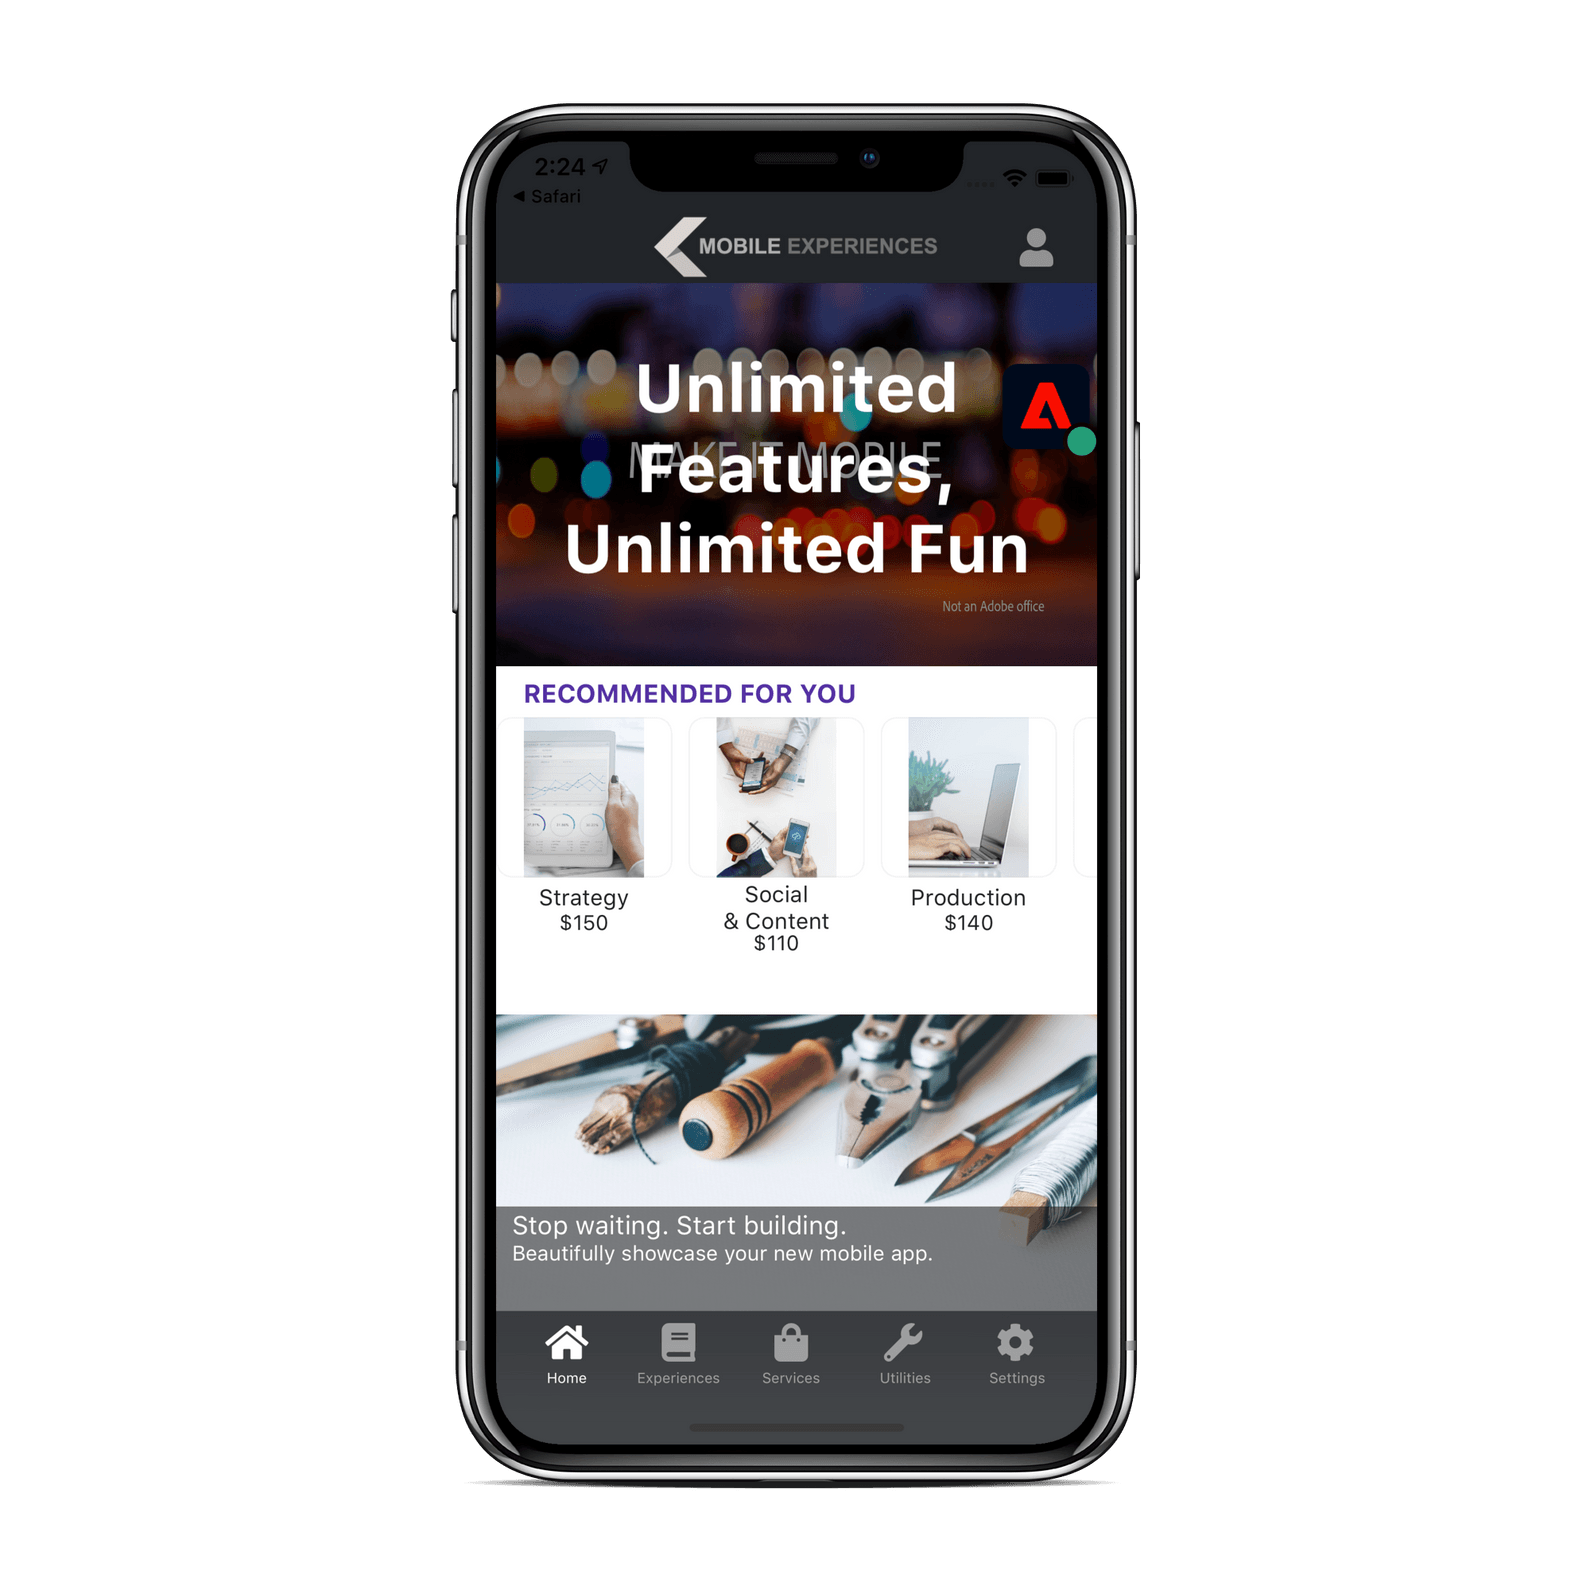 2:24
Safari
MOBILE EXPERIENCES
Unlimited
MAKE IT MOBILE
Features,
Unlimited Fun
Not an Adobe office
RECOMMENDED FOR YOU
Strategy
$150
Social
& Content
$110
Production
$140
Stop waiting. Start building.
Beautifully showcase your new mobile app.
Home
Experiences
Services
Utilities
Settings